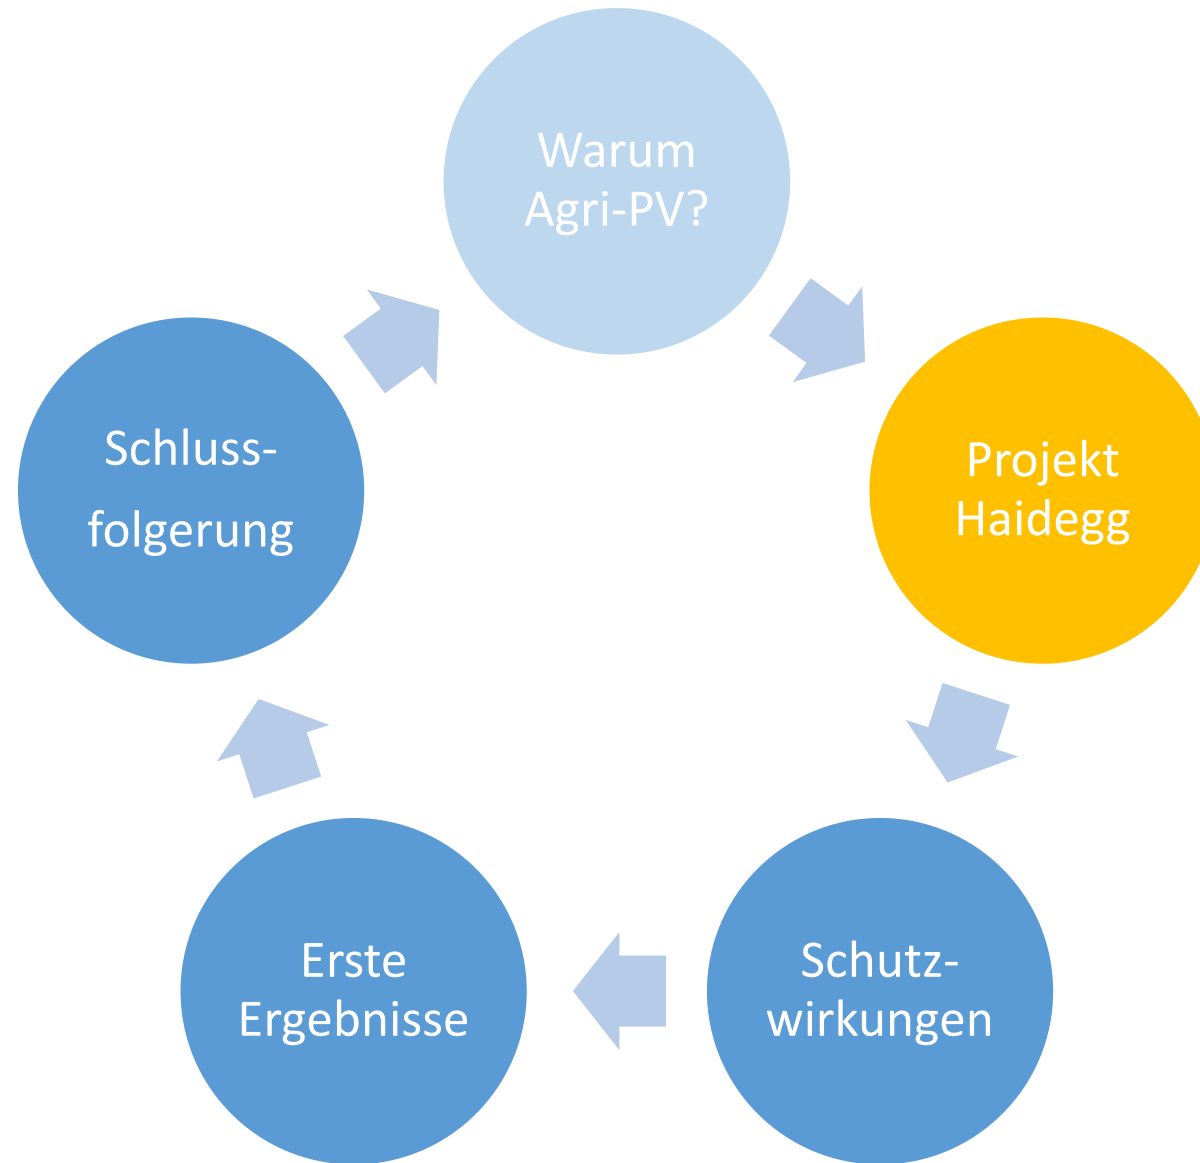 Warum
Agri-PV?
Projekt
Haidegg
Schutz-
wirkungen
Erste
Ergebnisse
Schluss-
folgerung